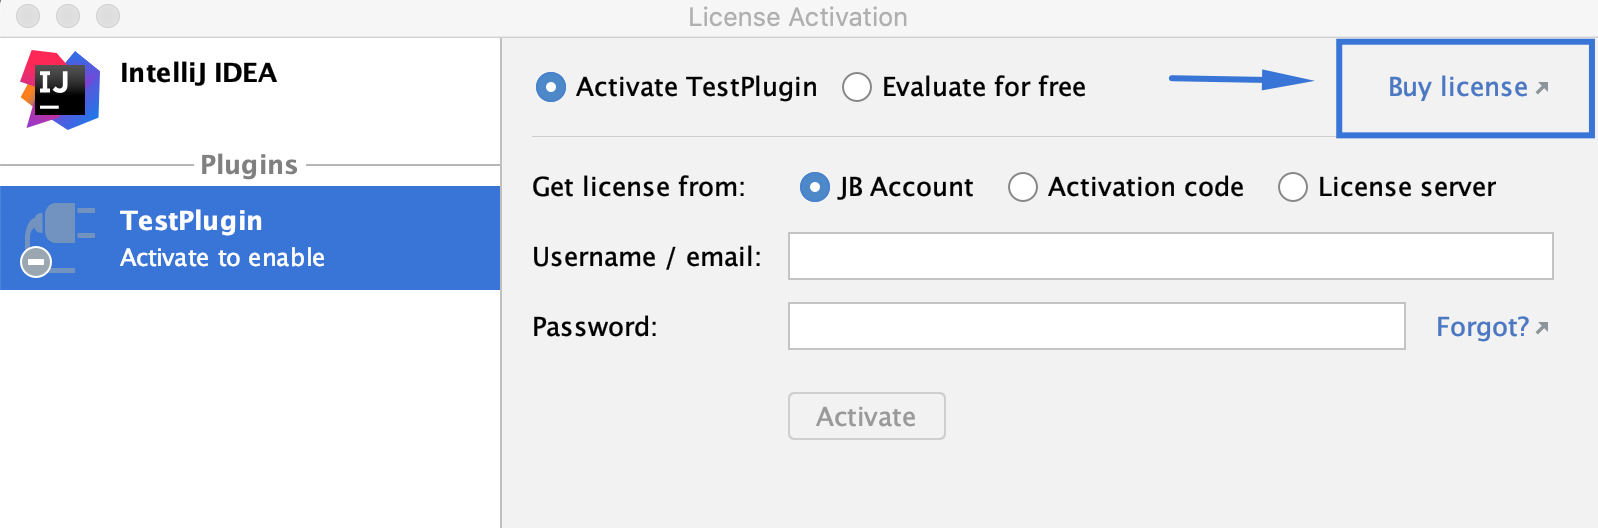 License Activation
IJ
IntelliJ IDEA
Plugins
TestPlugin
Activate to enable
Activate TestPlugin Evaluate for free Buy license
Get license from: JB Account Activation code License server
Username / email:
Password: Forgot?
Activate